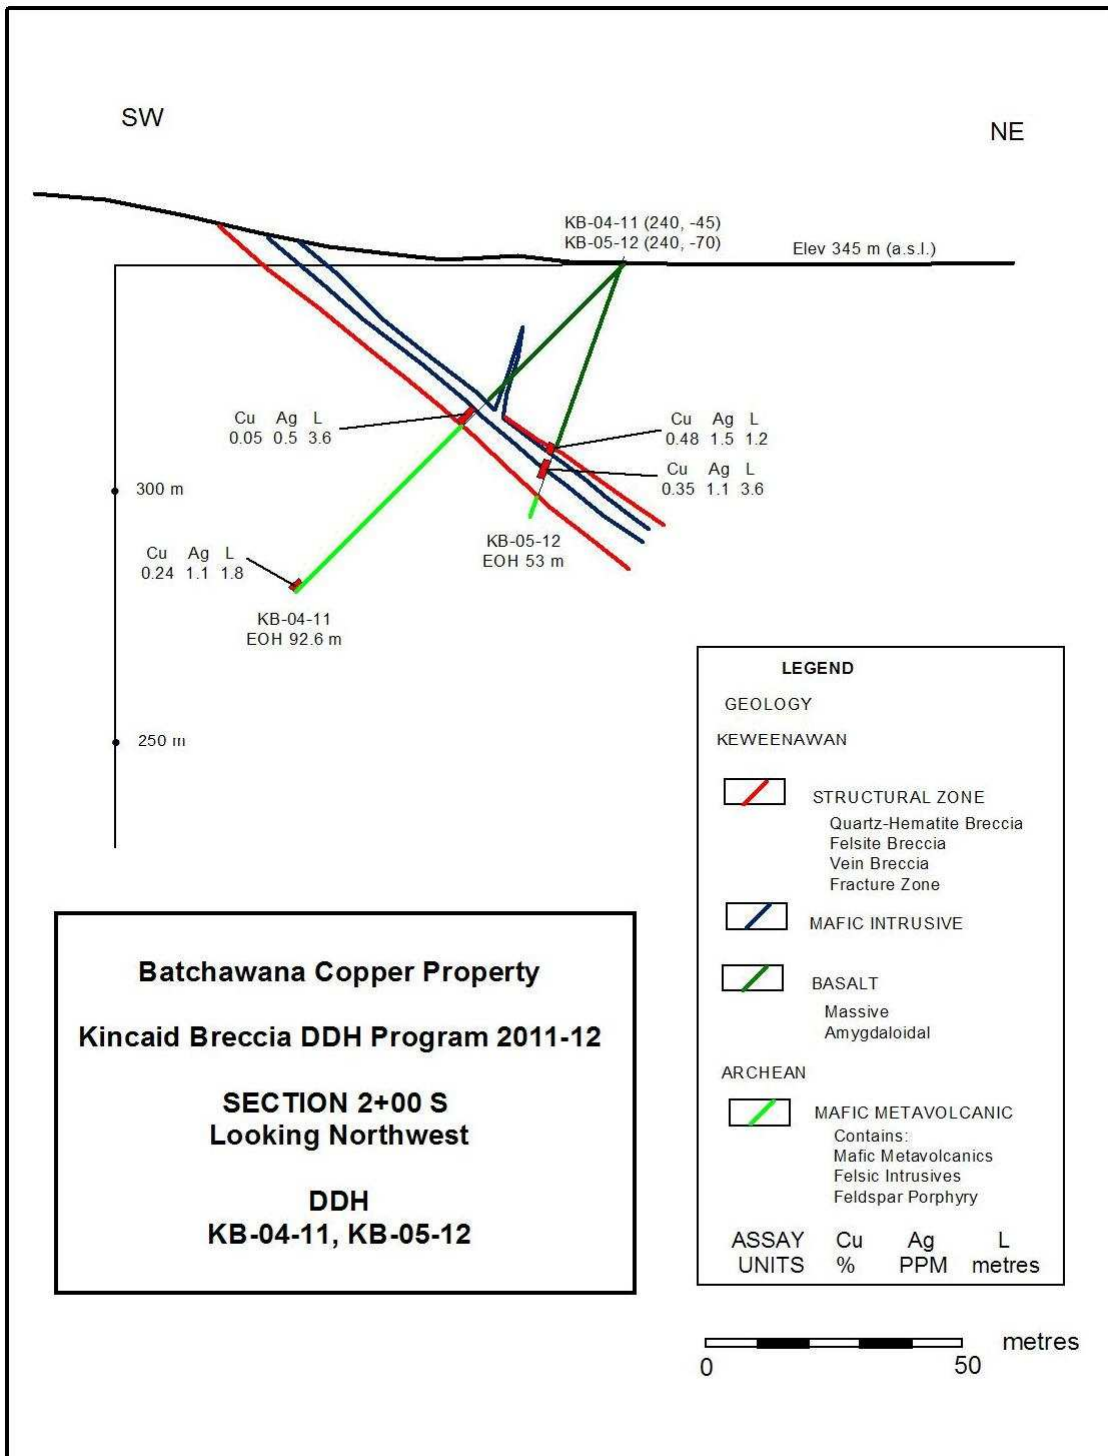 SW
NE
KB-04-11 (240, -45)
KB-05-12 (240, -70)
Elev 345 m (a.s.l.)
Cu Ag L
0.05 0.5 3.6
Cu Ag L
0.48 1.5 1.2
Cu Ag L
0.35 1.1 3.6
300 m
KB-05-12
EOH 53 m
Cu Ag L
0.24 1.1 1.8
KB-04-11
EOH 92.6 m
250 m
LEGEND
GEOLOGY
KEWEENAWAN
STRUCTURAL ZONE
Quartz-Hematite Breccia
Felsite Breccia
Vein Breccia
Fracture Zone
MAFIC INTRUSIVE
BASALT
Massive
Amygdaloidal
ARCHEAN
MAFIC METAVOLCANIC
Contains:
Mafic Metavolcanics
Felsic Intrusives
Feldspar Porphyry
ASSAY Cu Ag L
UNITS % PPM metres
Batchawana Copper Property
Kincaid Breccia DDH Program 2011-12
SECTION 2+00 S
Looking Northwest
DDH
KB-04-11, KB-05-12
metres
0 50